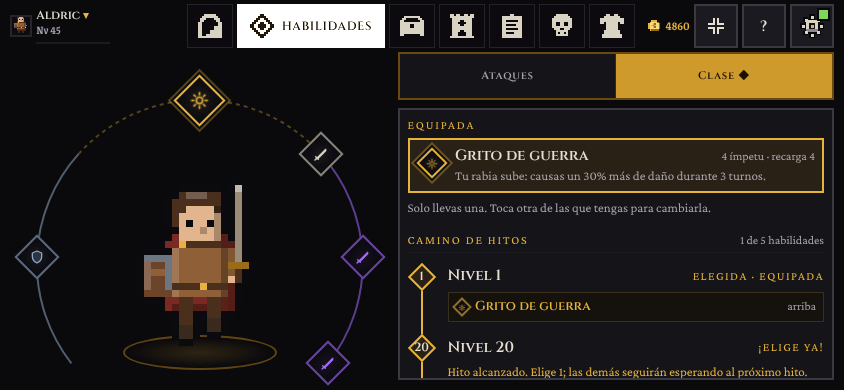 Aldric ▾
Nv 45
Habilidades
4860
?
Ataques
Clase ◆
EQUIPADA
Grito de guerra
4 ímpetu · recarga 4
Tu rabia sube: causas un 30% más de daño durante 3 turnos.
Solo llevas una. Toca otra de las que tengas para cambiarla.
CAMINO DE HITOS
1 de 5 habilidades
1
Nivel 1
ELEGIDA · EQUIPADA
Grito de guerra
arriba
20
Nivel 20
¡ELIGE YA!
Hito alcanzado. Elige 1; las demás seguirán esperando al próximo hito.